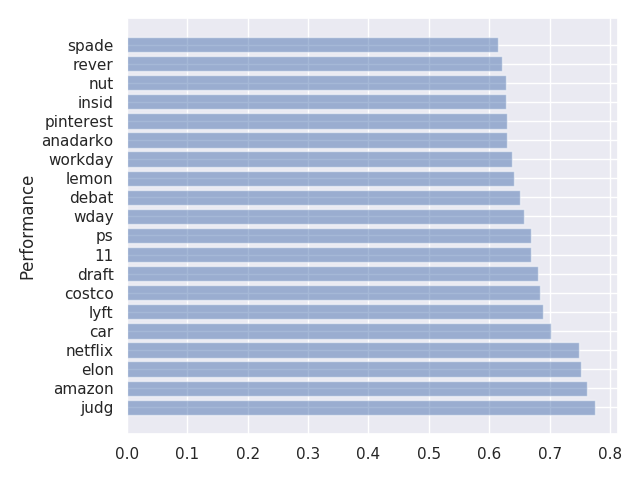 spade
rever
nut
insid
pinterest
anadarko
workday
lemon
debat
wday
ps
11
draft
costco
lyft
car
netflix
elon
amazon
judg
Performance
0.0 0.1 0.2 0.3 0.4 0.5 0.6 0.7 0.8